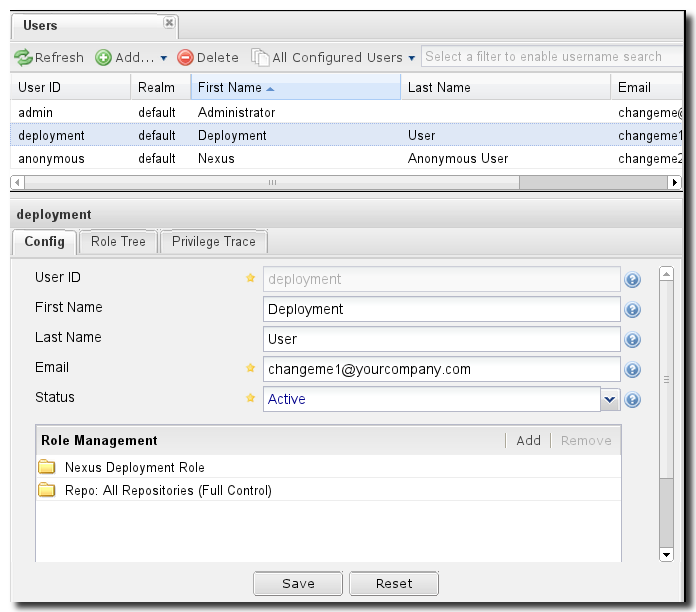 Users
Refresh Add... Delete All Configured Users Select a filter to enable username search
User ID Realm First Name Last Name Email
admin default Administrator changeme@
deployment default Deployment User changeme1
anonymous default Nexus Anonymous User changeme2
deployment
Config Role Tree Privilege Trace
User ID deployment
First Name Deployment
Last Name User
Email changeme1@yourcompany.com
Status Active
Role Management Add Remove
Nexus Deployment Role
Repo: All Repositories (Full Control)
Save Reset